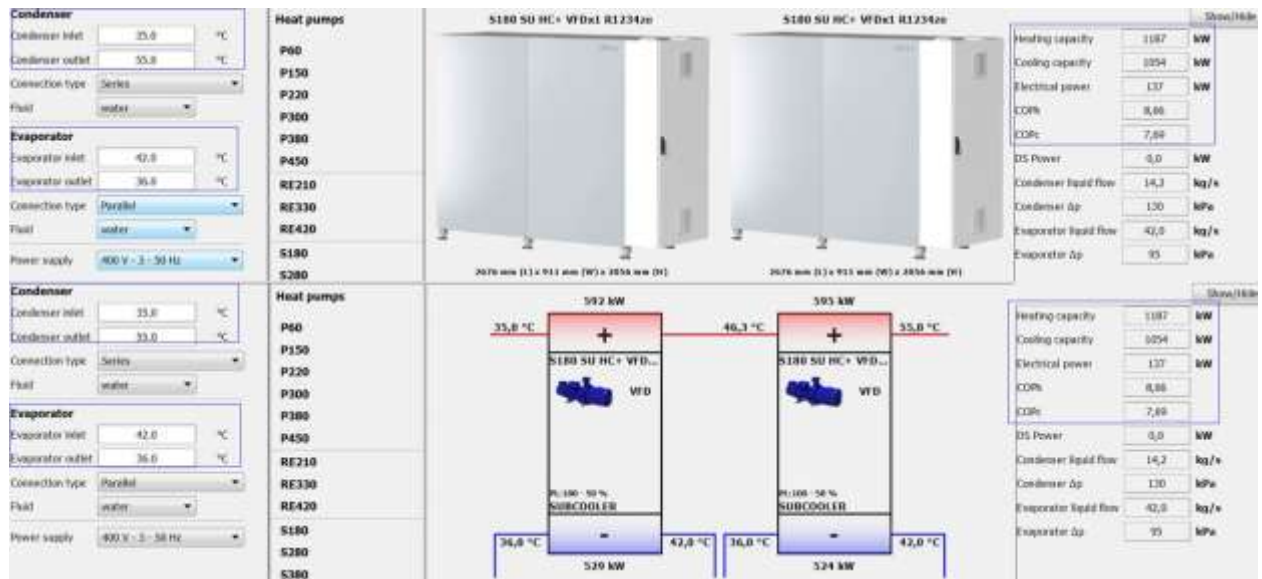 Condenser
Condenser inlet 35.0 °C
Condenser outlet 55.0 °C
Connection type Series
Fluid water
Evaporator
Evaporator inlet 42.0 °C
Evaporator outlet 36.0 °C
Connection type Parallel
Fluid water
Power supply 400 V - 3 - 50 Hz
Heat pumps
P60
P150
P220
P300
P380
P450
RE210
RE330
RE420
S180
S280
S180 SU HC+ VFDx1 R1234ze
S180 SU HC+ VFDx1 R1234ze
2676 mm (L) x 911 mm (W) x 2056 mm (H)
Show/Hide
Heating capacity 1187 kW
Cooling capacity 1054 kW
Electrical power 137 kW
COPh 8,66
COPc 7,69
DS Power 0,0 kW
Condenser liquid flow 14,2 kg/s
Condenser Δp 130 kPa
Evaporator liquid flow 42,0 kg/s
Evaporator Δp 95 kPa
Condenser
Condenser inlet 35.0 °C
Condenser outlet 55.0 °C
Connection type Series
Fluid water
Evaporator
Evaporator inlet 42.0 °C
Evaporator outlet 36.0 °C
Connection type Parallel
Fluid water
Power supply 400 V - 3 - 50 Hz
Heat pumps
P60
P150
P220
P300
P380
P450
RE210
RE330
RE420
S180
S280
S380
592 kW 595 kW
35,0 °C + 46,3 °C + 55,0 °C
S180 SU HC+ VFD... S180 SU HC+ VFD...
VFD VFD
PL:100 - 50 % PL:100 - 50 %
SUBCOOLER SUBCOOLER
36,0 °C - 42,0 °C 36,0 °C - 42,0 °C
529 kW 524 kW
Show/Hide
Heating capacity 1187 kW
Cooling capacity 1054 kW
Electrical power 137 kW
COPh 8,66
COPc 7,69
DS Power 0,0 kW
Condenser liquid flow 14,2 kg/s
Condenser Δp 130 kPa
Evaporator liquid flow 42,0 kg/s
Evaporator Δp 95 kPa